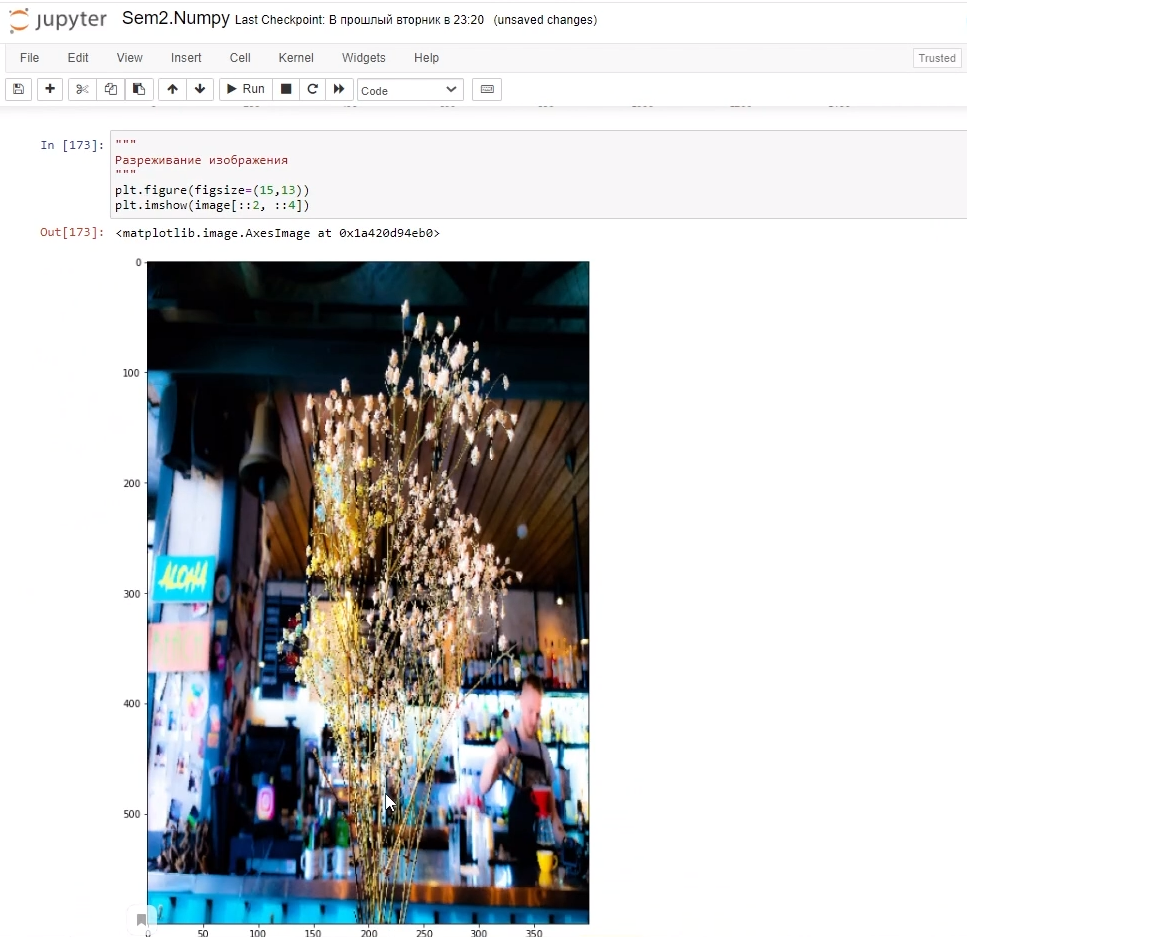 jupyter Sem2.Numpy Last Checkpoint: В прошлый вторник в 23:20 (unsaved changes)
File Edit View Insert Cell Kernel Widgets Help Trusted
Run Code
In [173]:
"""
Разреживание изображения
"""
plt.figure(figsize=(15,13))
plt.imshow(image[::2, ::4])
Out[173]: <matplotlib.image.AxesImage at 0x1a420d94eb0>
0
100
200
ALOHA
300
400
500
0 50 100 150 200 250 300 350